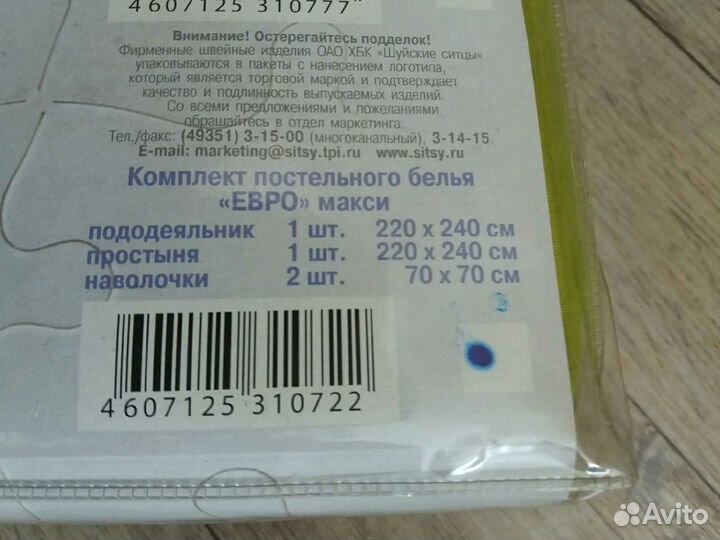 4607125 310777"
Внимание! Остерегайтесь подделок!
Фирменные швейные изделия ОАО ХБК «Шуйские ситцы»
упаковываются в пакеты с нанесением логотипа,
который является торговой маркой и подтверждает
качество и подлинность выпускаемых изделий.
Со всеми предложениями и пожеланиями
обращайтесь в отдел маркетинга.
Тел./факс: (49351) 3-15-00 (многоканальный), 3-14-15
E-mail: marketing@sitsy.tpi.ru www.sitsy.ru
Комплект постельного белья
«ЕВРО» макси
пододеяльник 1 шт. 220 x 240 см
простыня 1 шт. 220 x 240 см
наволочки 2 шт. 70 x 70 см
4 607125 310722
Avito